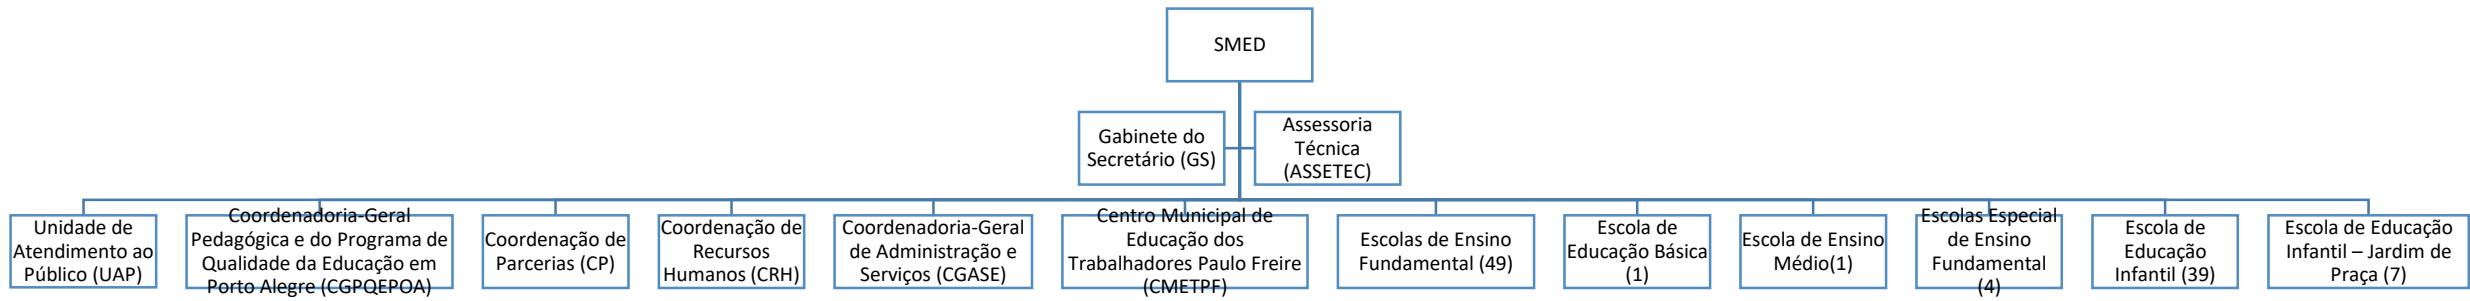 SMED
Gabinete do
Secretário (GS)
Assessoria
Técnica
(ASSETEC)
Unidade de
Atendimento ao
Público (UAP)
Coordenadoria-Geral
Pedagógica e do Programa de
Qualidade da Educação em
Porto Alegre (CGPQEPOA)
Coordenação de
Parcerias (CP)
Coordenação de
Recursos
Humanos (CRH)
Coordenadoria-Geral
de Administração e
Serviços (CGASE)
Centro Municipal de
Educação dos
Trabalhadores Paulo Freire
(CMETPF)
Escolas de Ensino
Fundamental (49)
Escola de
Educação Básica
(1)
Escola de Ensino
Médio(1)
Escolas Especial
de Ensino
Fundamental
(4)
Escola de
Educação
Infantil (39)
Escola de Educação
Infantil – Jardim de
Praça (7)